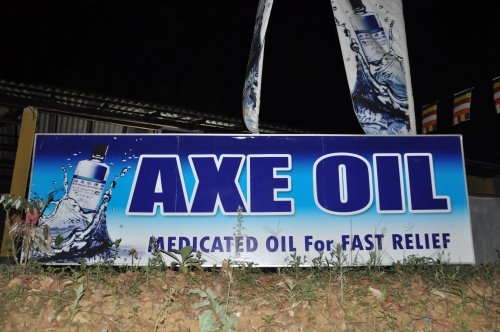 AXE OIL
MEDICATED OIL For FAST RELIEF